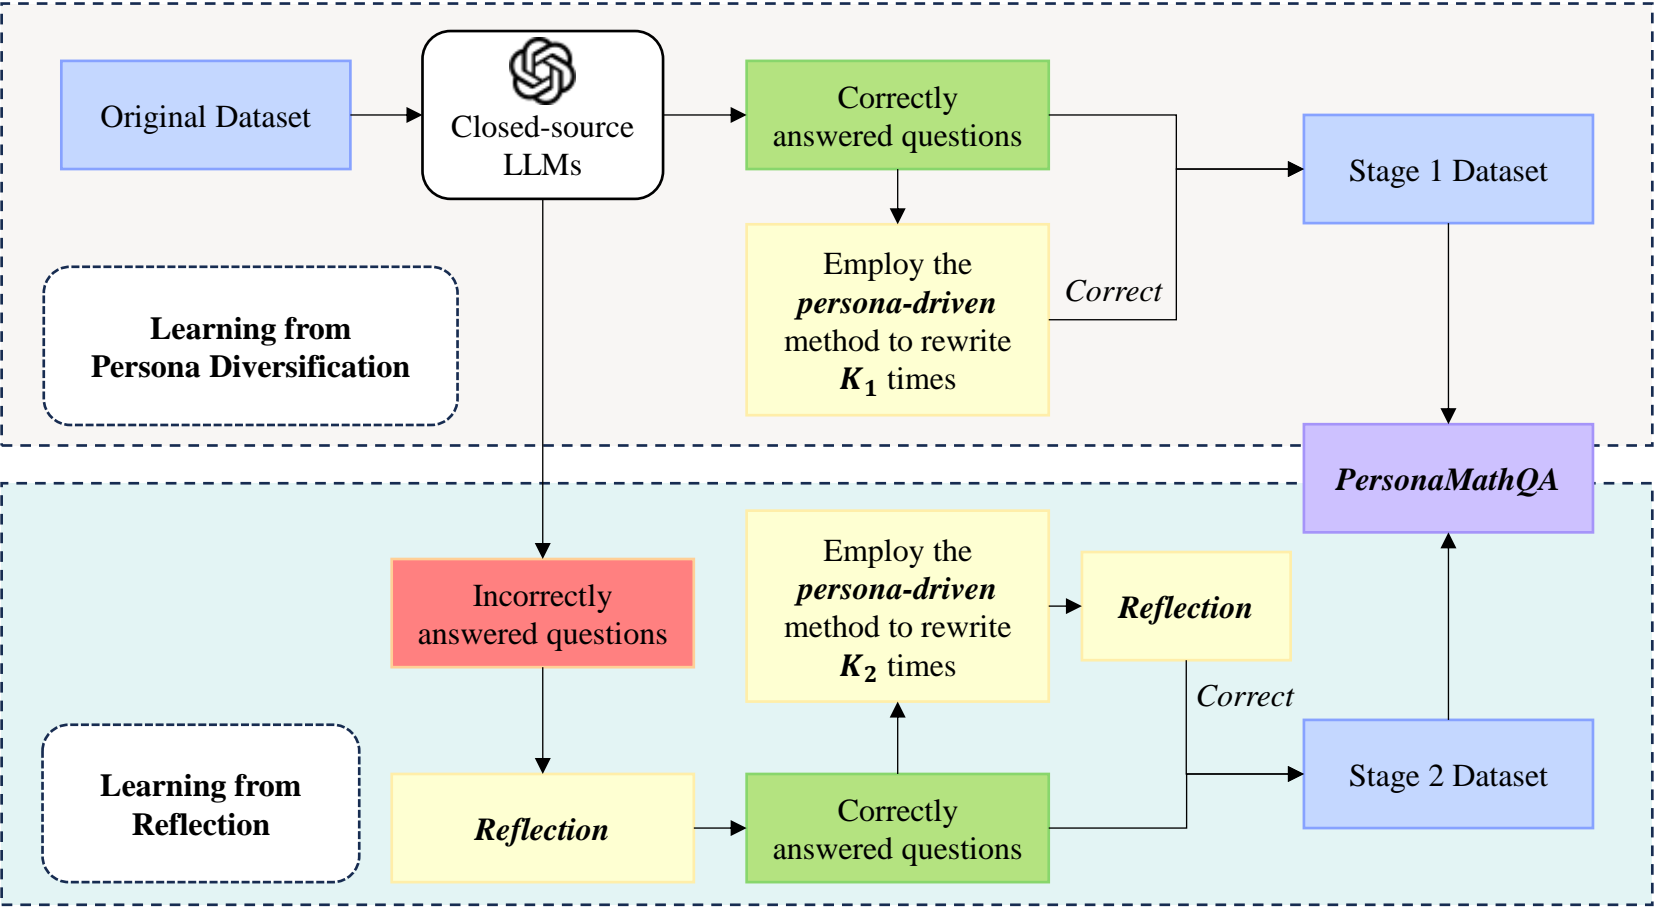 Original Dataset
Closed-source
LLMs
Correctly
answered questions
Stage 1 Dataset
Employ the
persona-driven
method to rewrite
K₁ times
Correct
Learning from
Persona Diversification
PersonaMathQA
Incorrectly
answered questions
Employ the
persona-driven
method to rewrite
K₂ times
Reflection
Correct
Learning from
Reflection
Reflection
Correctly
answered questions
Stage 2 Dataset